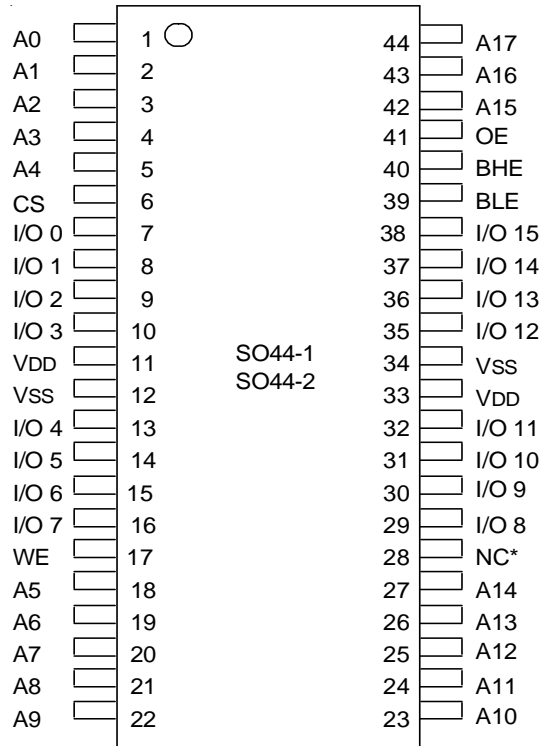 A0 1 44 A17
A1 2 43 A16
A2 3 42 A15
A3 4 41 OE
A4 5 40 BHE
CS 6 39 BLE
I/O 0 7 38 I/O 15
I/O 1 8 37 I/O 14
I/O 2 9 36 I/O 13
I/O 3 10 35 I/O 12
VDD 11 SO44-1 34 VSS
VSS 12 SO44-2 33 VDD
I/O 4 13 32 I/O 11
I/O 5 14 31 I/O 10
I/O 6 15 30 I/O 9
I/O 7 16 29 I/O 8
WE 17 28 NC*
A5 18 27 A14
A6 19 26 A13
A7 20 25 A12
A8 21 24 A11
A9 22 23 A10